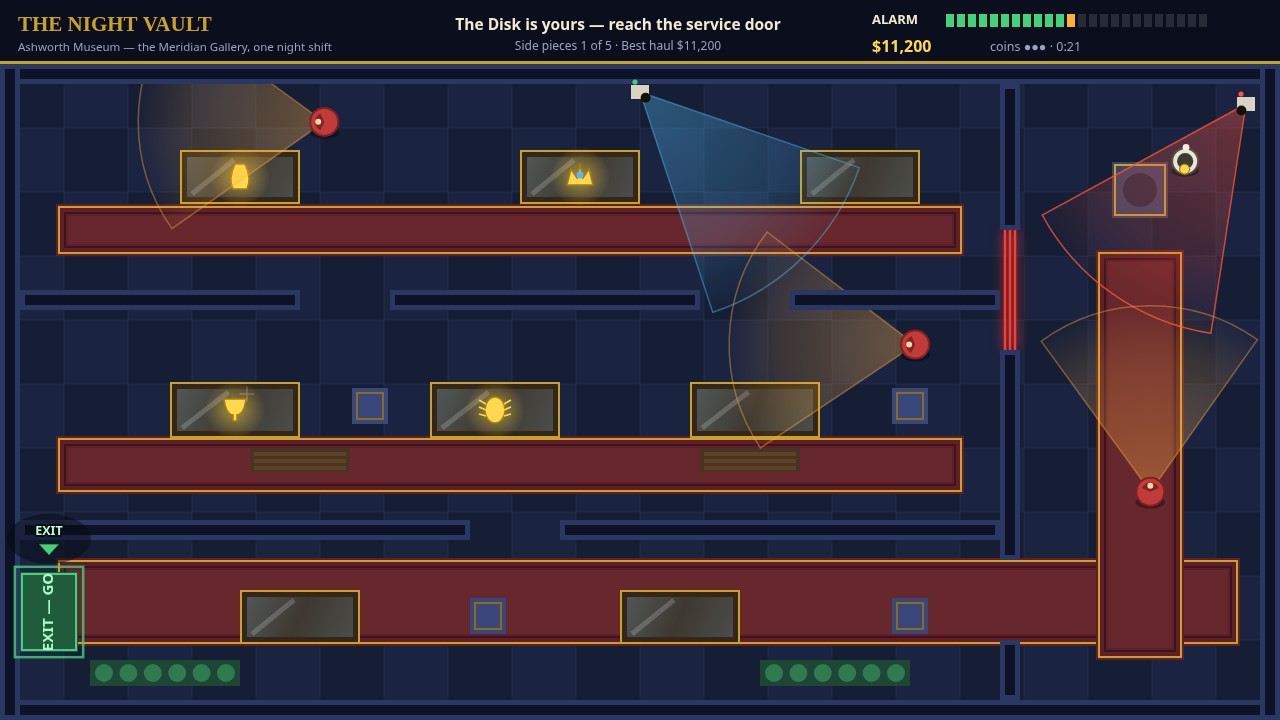 THE NIGHT VAULT
Ashworth Museum — the Meridian Gallery, one night shift
The Disk is yours — reach the service door
Side pieces 1 of 5 · Best haul $11,200
ALARM
$11,200
coins ●●● · 0:21
EXIT
EXIT — GO